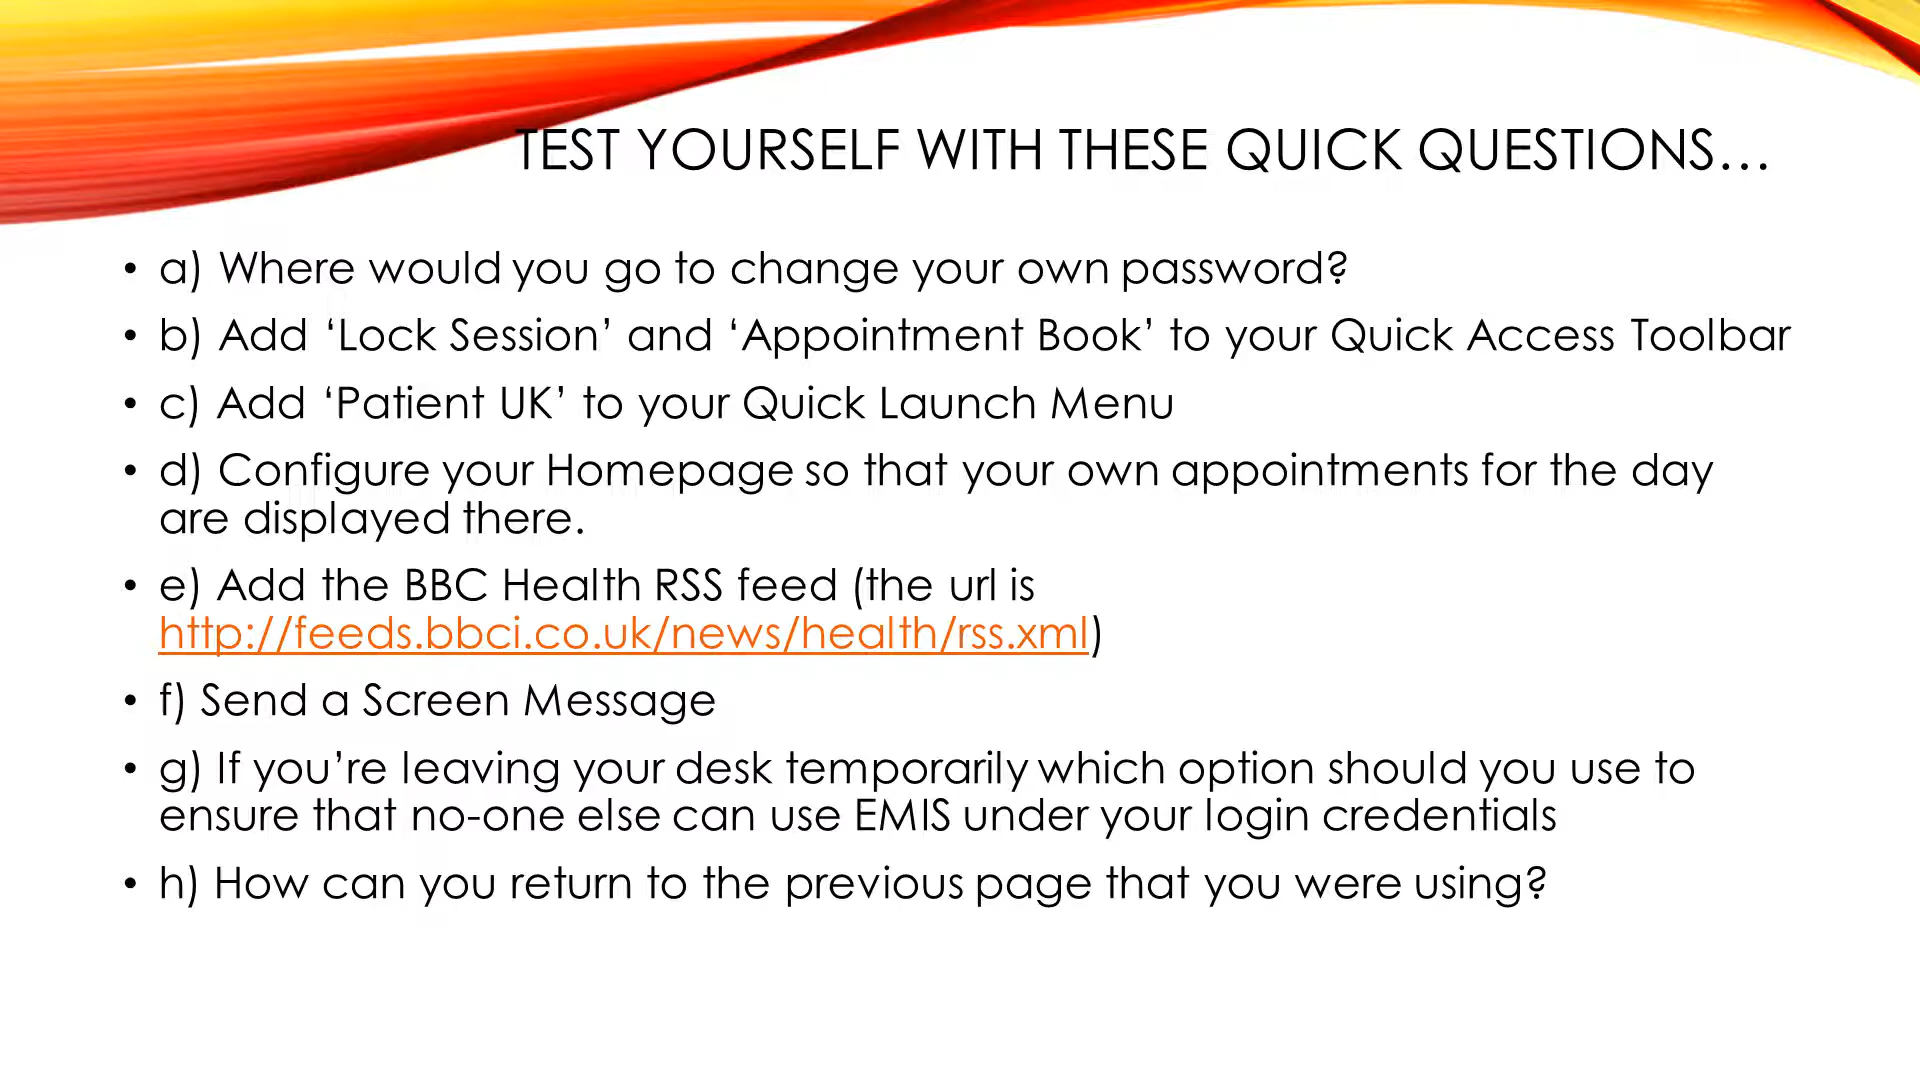 TEST YOURSELF WITH THESE QUICK QUESTIONS…
• a) Where would you go to change your own password?
• b) Add ‘Lock Session’ and ‘Appointment Book’ to your Quick Access Toolbar
• c) Add ‘Patient UK’ to your Quick Launch Menu
• d) Configure your Homepage so that your own appointments for the day
are displayed there.
• e) Add the BBC Health RSS feed (the url is
http://feeds.bbci.co.uk/news/health/rss.xml)
• f) Send a Screen Message
• g) If you’re leaving your desk temporarily which option should you use to
ensure that no-one else can use EMIS under your login credentials
• h) How can you return to the previous page that you were using?